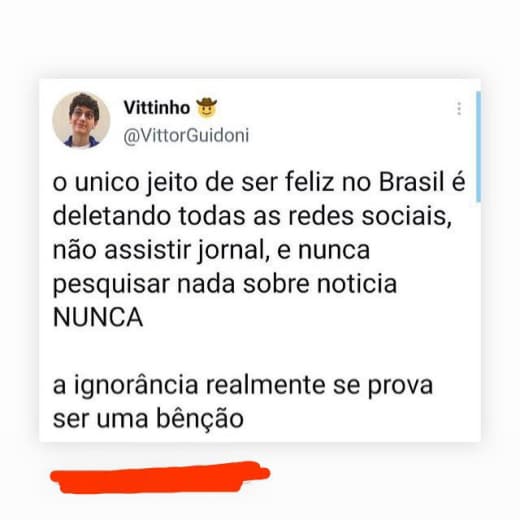 Vittinho 🤠
@VittorGuidoni
o unico jeito de ser feliz no Brasil é
deletando todas as redes sociais,
não assistir jornal, e nunca
pesquisar nada sobre noticia
NUNCA
a ignorância realmente se prova
ser uma bênção